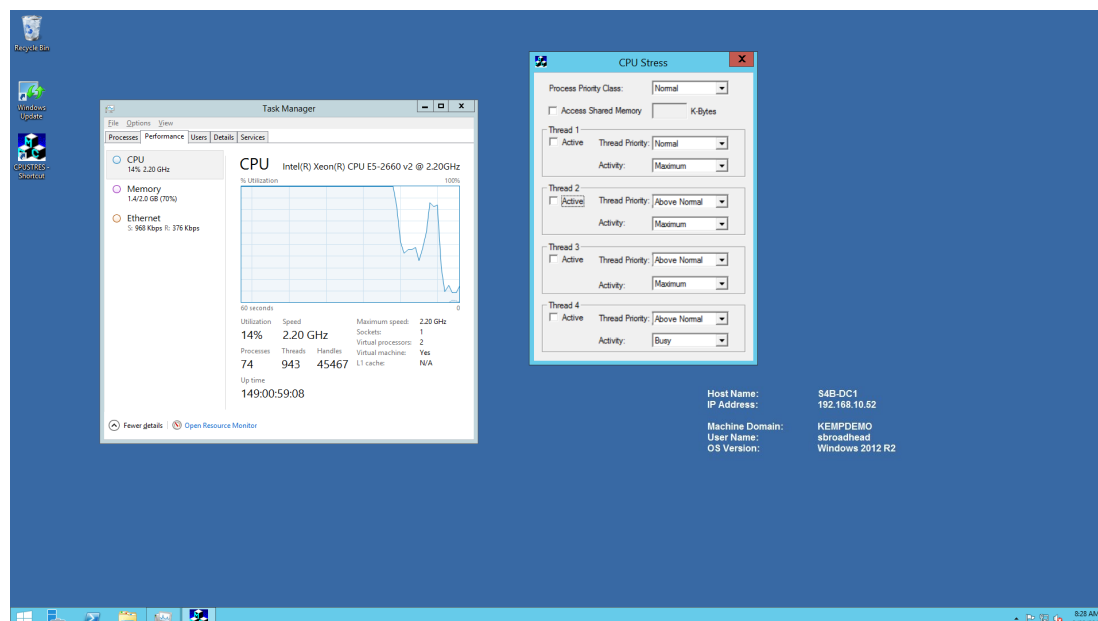 Recycle Bin
Windows
Update
CPUSTRES -
Shortcut
Task Manager
File Options View
Processes Performance Users Details Services
CPU
14% 2.20 GHz
Memory
1.4/2.0 GB (70%)
Ethernet
S: 968 Kbps R: 376 Kbps
CPU Intel(R) Xeon(R) CPU E5-2660 v2 @ 2.20GHz
% Utilization 100%
60 seconds 0
Utilization Speed Maximum speed: 2.20 GHz
14% 2.20 GHz Sockets: 1
Virtual processors: 2
Processes Threads Handles Virtual machine: Yes
74 943 45467 L1 cache: N/A
Up time
149:00:59:08
Fewer details Open Resource Monitor
CPU Stress
Process Priority Class: Normal
Access Shared Memory K-Bytes
Thread 1
Active Thread Priority: Normal
Activity: Maximum
Thread 2
Active Thread Priority: Above Normal
Activity: Maximum
Thread 3
Active Thread Priority: Above Normal
Activity: Maximum
Thread 4
Active Thread Priority: Above Normal
Activity: Busy
Host Name: S4B-DC1
IP Address: 192.168.10.52
Machine Domain: KEMPDEMO
User Name: sbroadhead
OS Version: Windows 2012 R2
8:28 AM